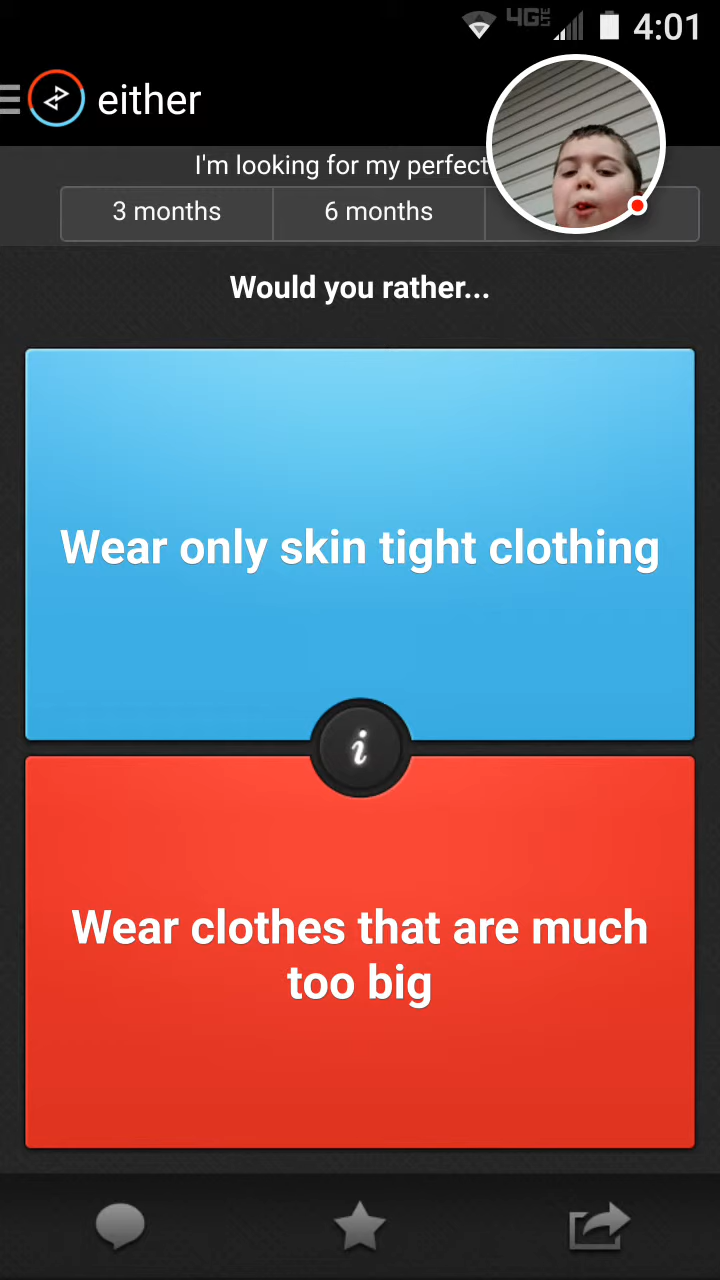 4G LTE 4:01
either
I'm looking for my perfect
3 months 6 months
Would you rather...
Wear only skin tight clothing
i
Wear clothes that are much
too big